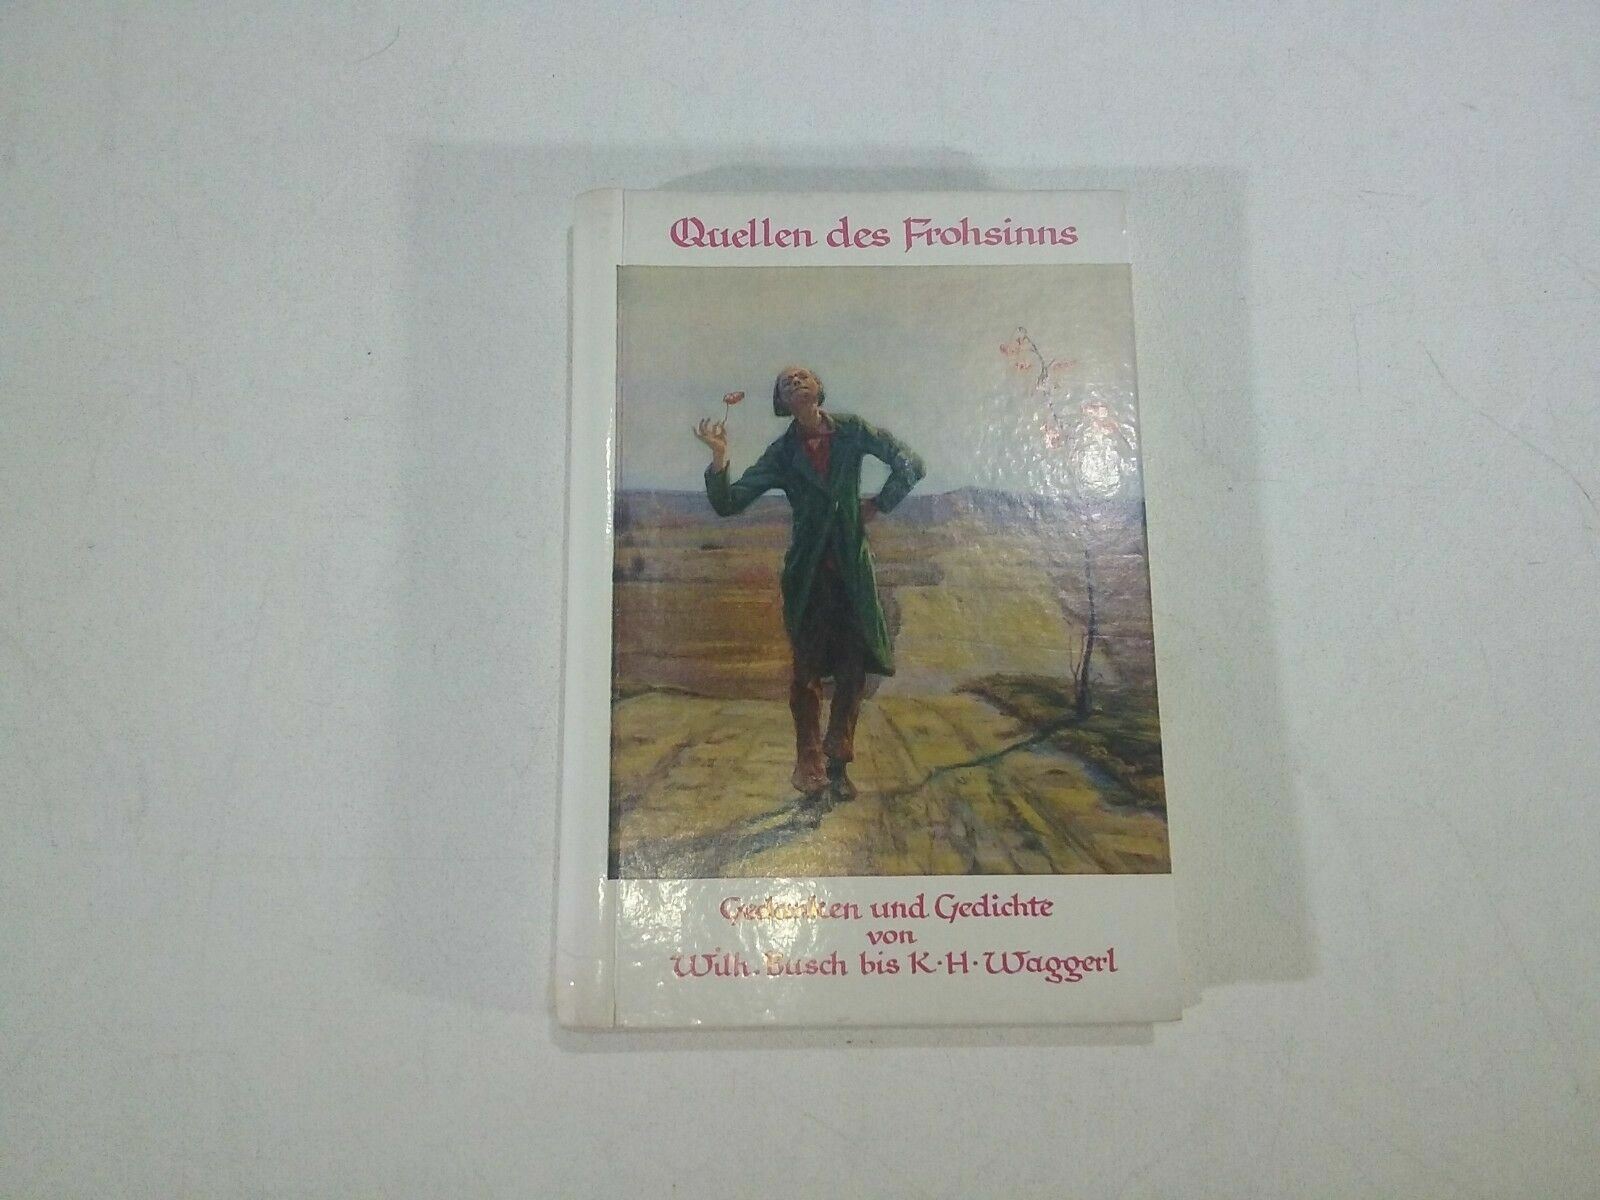 Quellen des Frohsinns
Gedanken und Gedichte
von
Wilh. Busch bis K·H·Waggerl